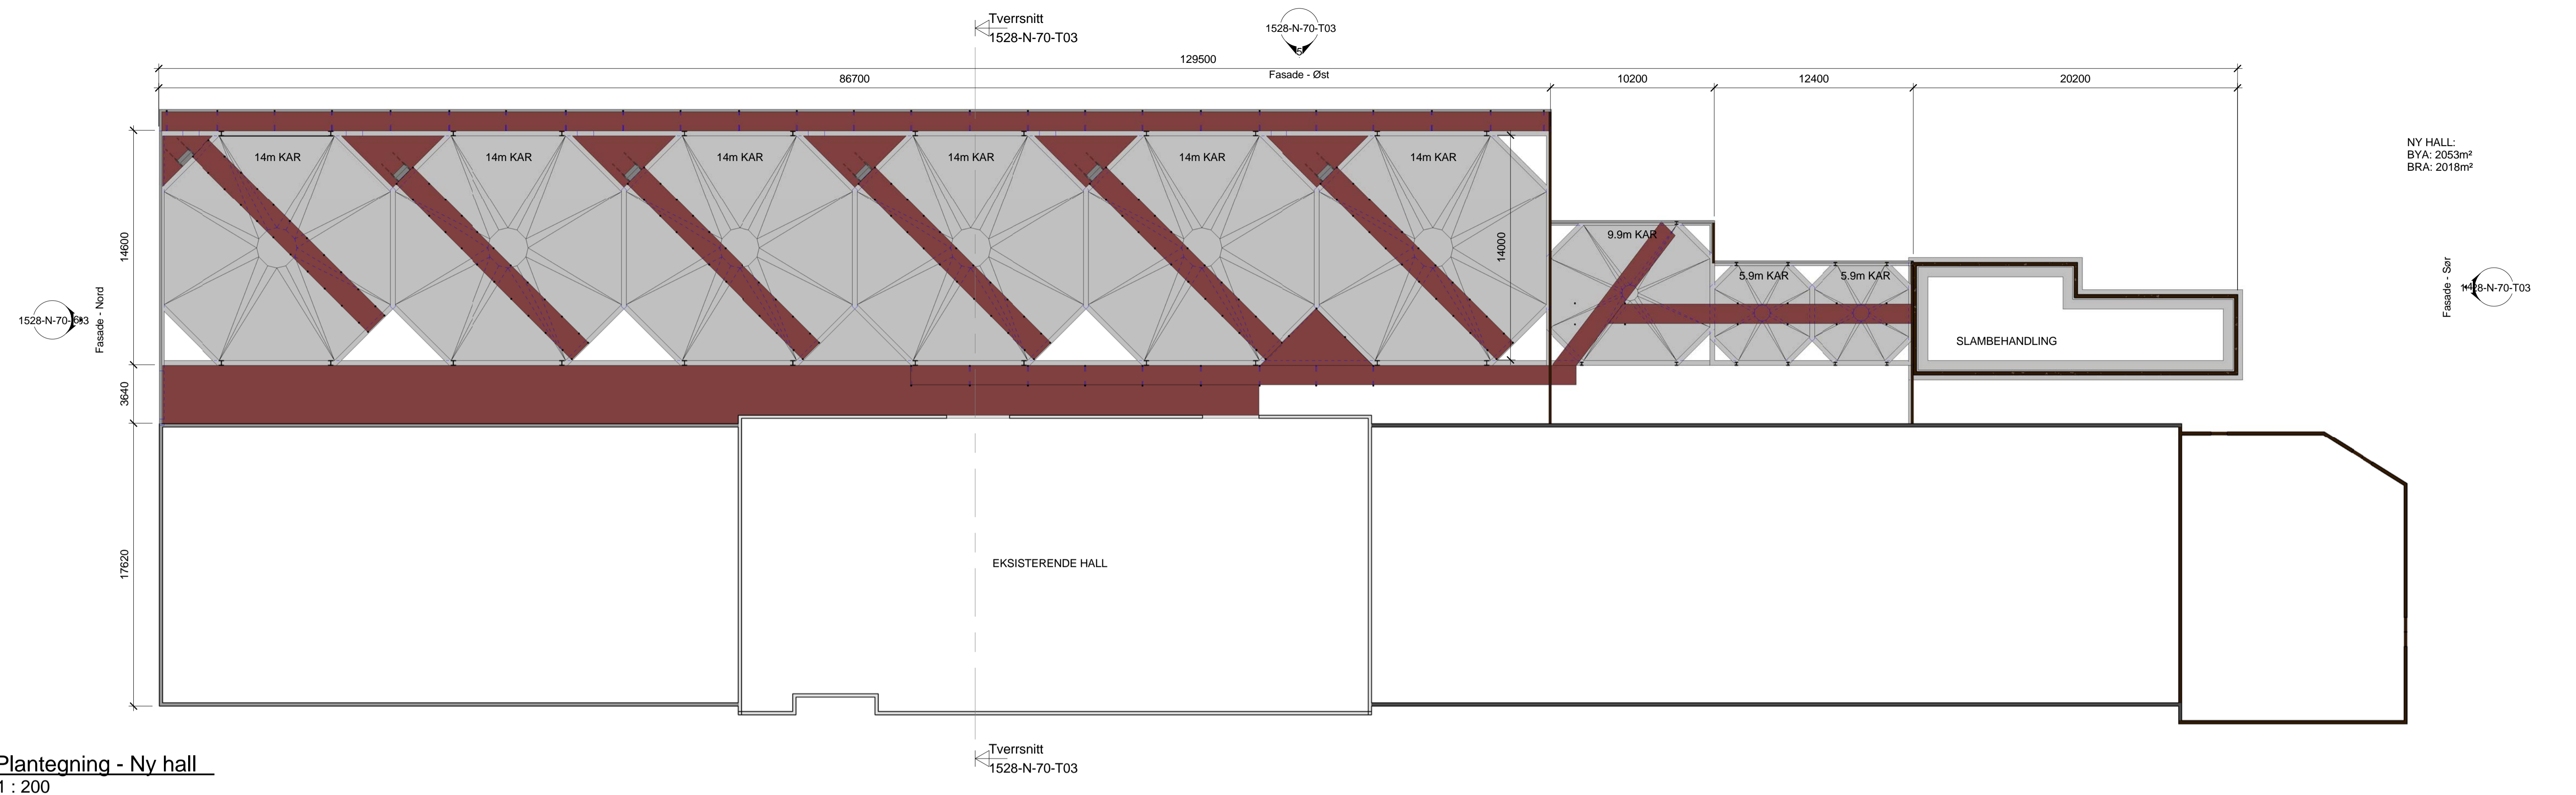 Tverrsnitt
1528-N-70-T03
1528-N-70-T03
5
129500
Fasade - Øst
86700
10200
12400
20200
NY HALL:
BYA: 2053m²
BRA: 2018m²
14m KAR
14m KAR
14m KAR
14m KAR
14m KAR
14m KAR
14600
14000
9.9m KAR
5.9m KAR
5.9m KAR
Fasade - Nord
Fasade - Sør
1528-N-70-T03
SLAMBEHANDLING
3640
17620
EKSISTERENDE HALL
Tverrsnitt
1528-N-70-T03
Plantegning - Ny hall
1 : 200